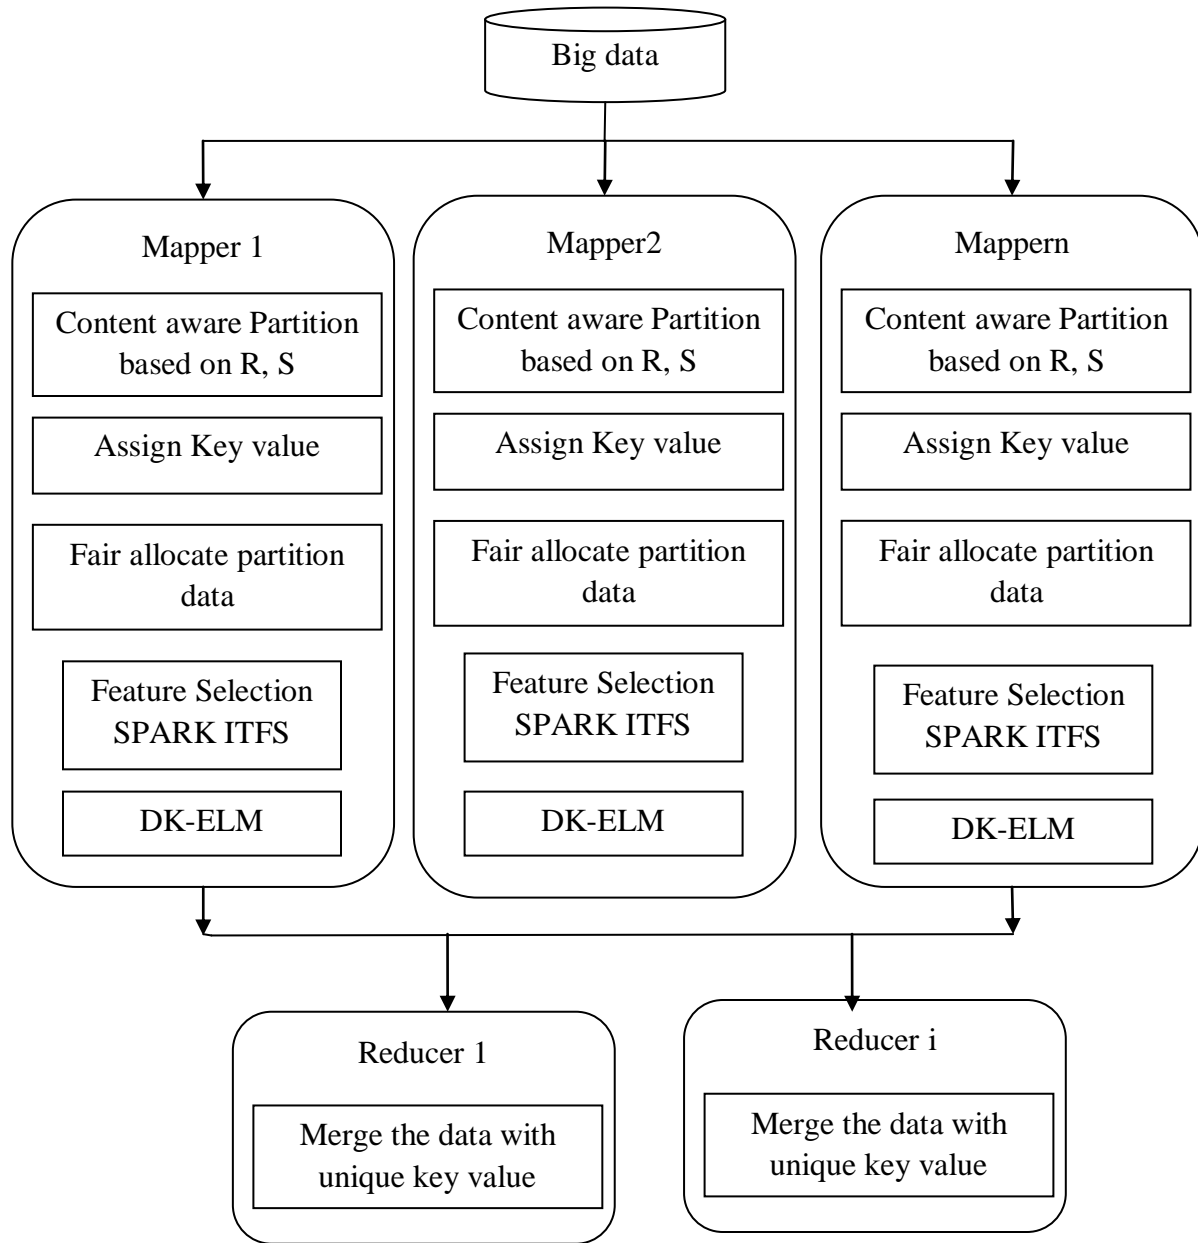 Big data
Mapper 1
Content aware Partition
based on R, S
Assign Key value
Fair allocate partition
data
Feature Selection
SPARK ITFS
DK-ELM
Mapper2
Content aware Partition
based on R, S
Assign Key value
Fair allocate partition
data
Feature Selection
SPARK ITFS
DK-ELM
Mappern
Content aware Partition
based on R, S
Assign Key value
Fair allocate partition
data
Feature Selection
SPARK ITFS
DK-ELM
Reducer 1
Merge the data with
unique key value
Reducer i
Merge the data with
unique key value